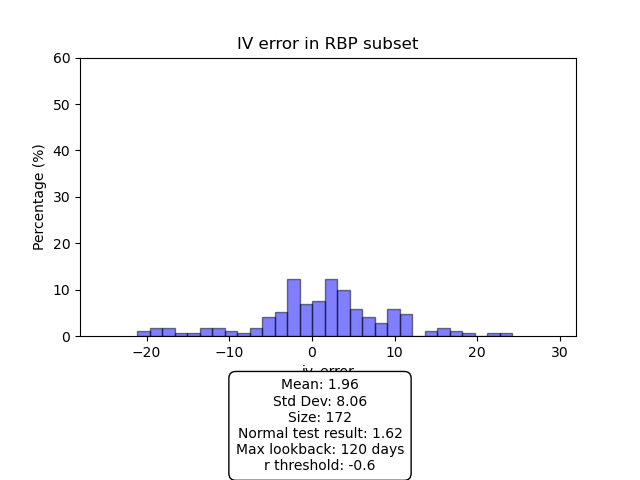 IV error in RBP subset
60
50
40
30
20
10
0
Percentage (%)
−20
−10
0
10
20
30
iv_error
Mean: 1.96
Std Dev: 8.06
Size: 172
Normal test result: 1.62
Max lookback: 120 days
r threshold: -0.6